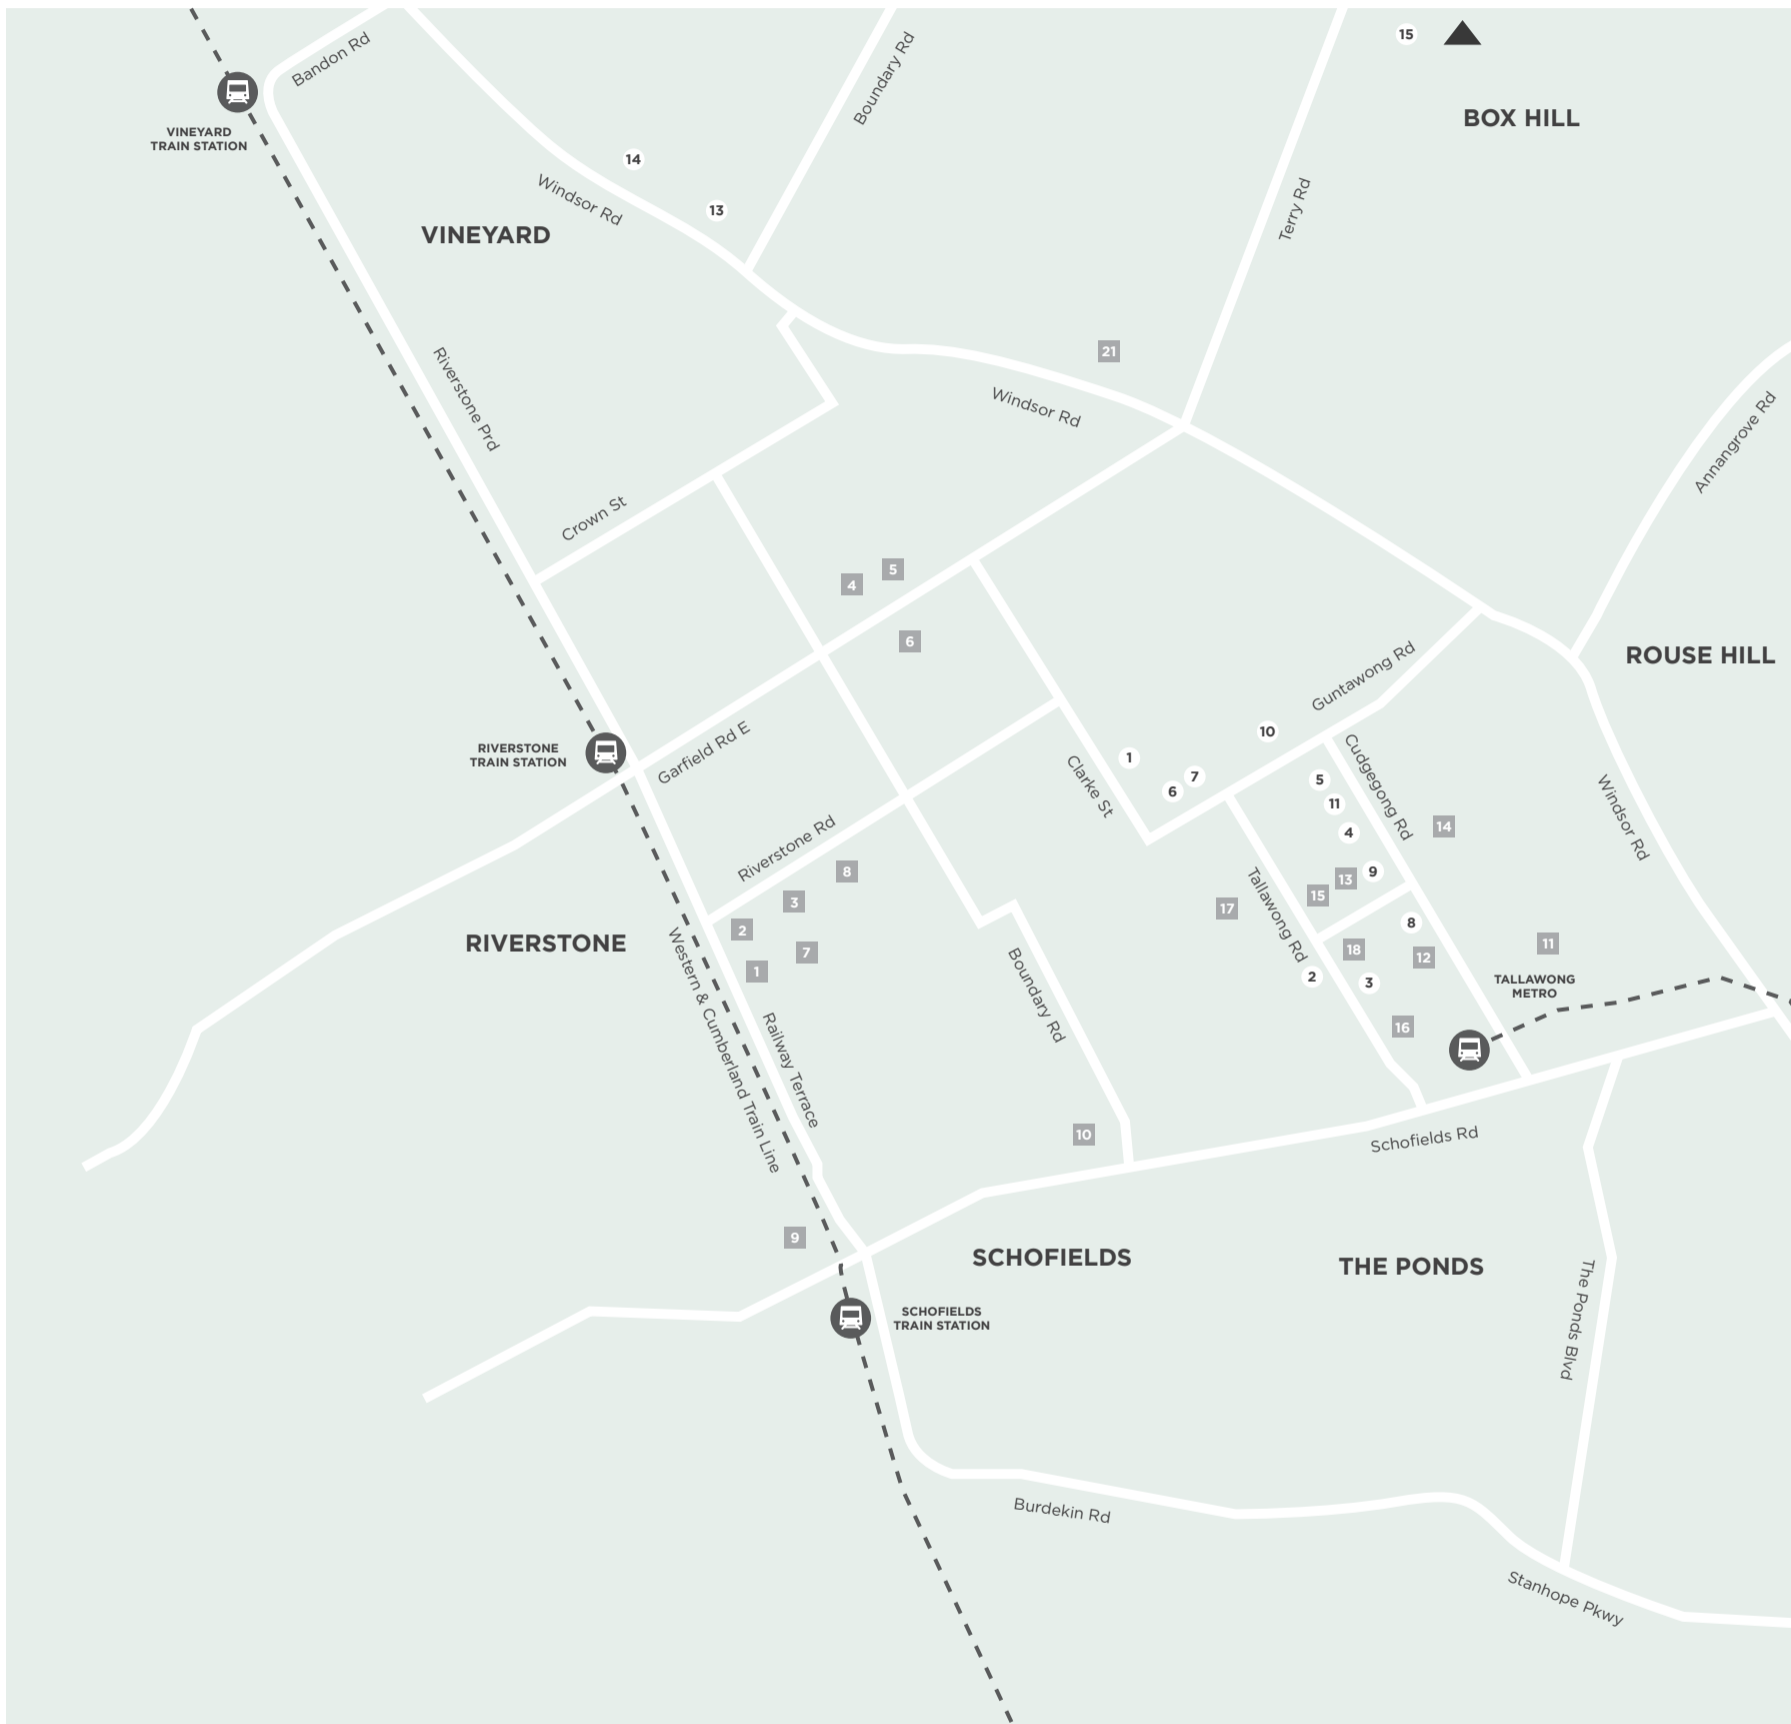 15
Bandon Rd
Boundary Rd
BOX HILL
VINEYARD
TRAIN STATION
14
Windsor Rd
13
Terry Rd
VINEYARD
21
Riverstone Prd
Windsor Rd
Annangrove Rd
Crown St
5
4
6
ROUSE HILL
Guntawong Rd
RIVERSTONE
TRAIN STATION
Garfield Rd E
10
1
7
6
Clarke St
Cudgegong Rd
5
11
4
14
Windsor Rd
Riverstone Rd
8
3
2
7
1
RIVERSTONE
9
13
15
17
Tallawong Rd
8
18
12
11
2
3
TALLAWONG
METRO
16
Western & Cumberland Train Line
Railway Terrace
Boundary Rd
10
Schofields Rd
9
SCHOFIELDS
THE PONDS
SCHOFIELDS
TRAIN STATION
The Ponds Blvd
Burdekin Rd
Stanhope Pkwy